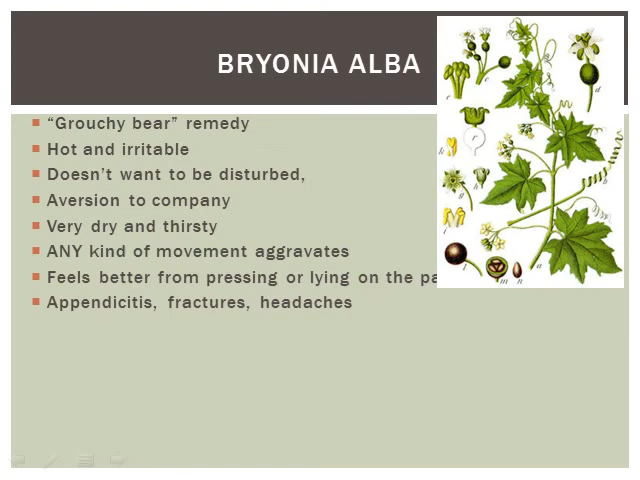 BRYONIA ALBA
“Grouchy bear” remedy
Hot and irritable
Doesn’t want to be disturbed,
Aversion to company
Very dry and thirsty
ANY kind of movement aggravates
Feels better from pressing or lying on the
Appendicitis, fractures, headaches